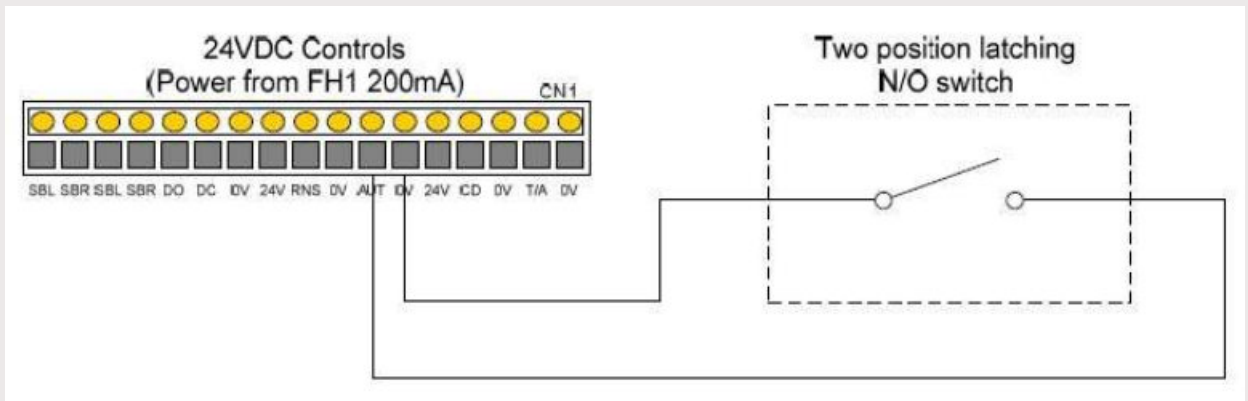 24VDC Controls
(Power from FH1 200mA)
CN1
SBL SBR SBL SBR DO DC 0V 24V RNS 0V AUT 0V 24V CD 0V T/A 0V
Two position latching
N/O switch